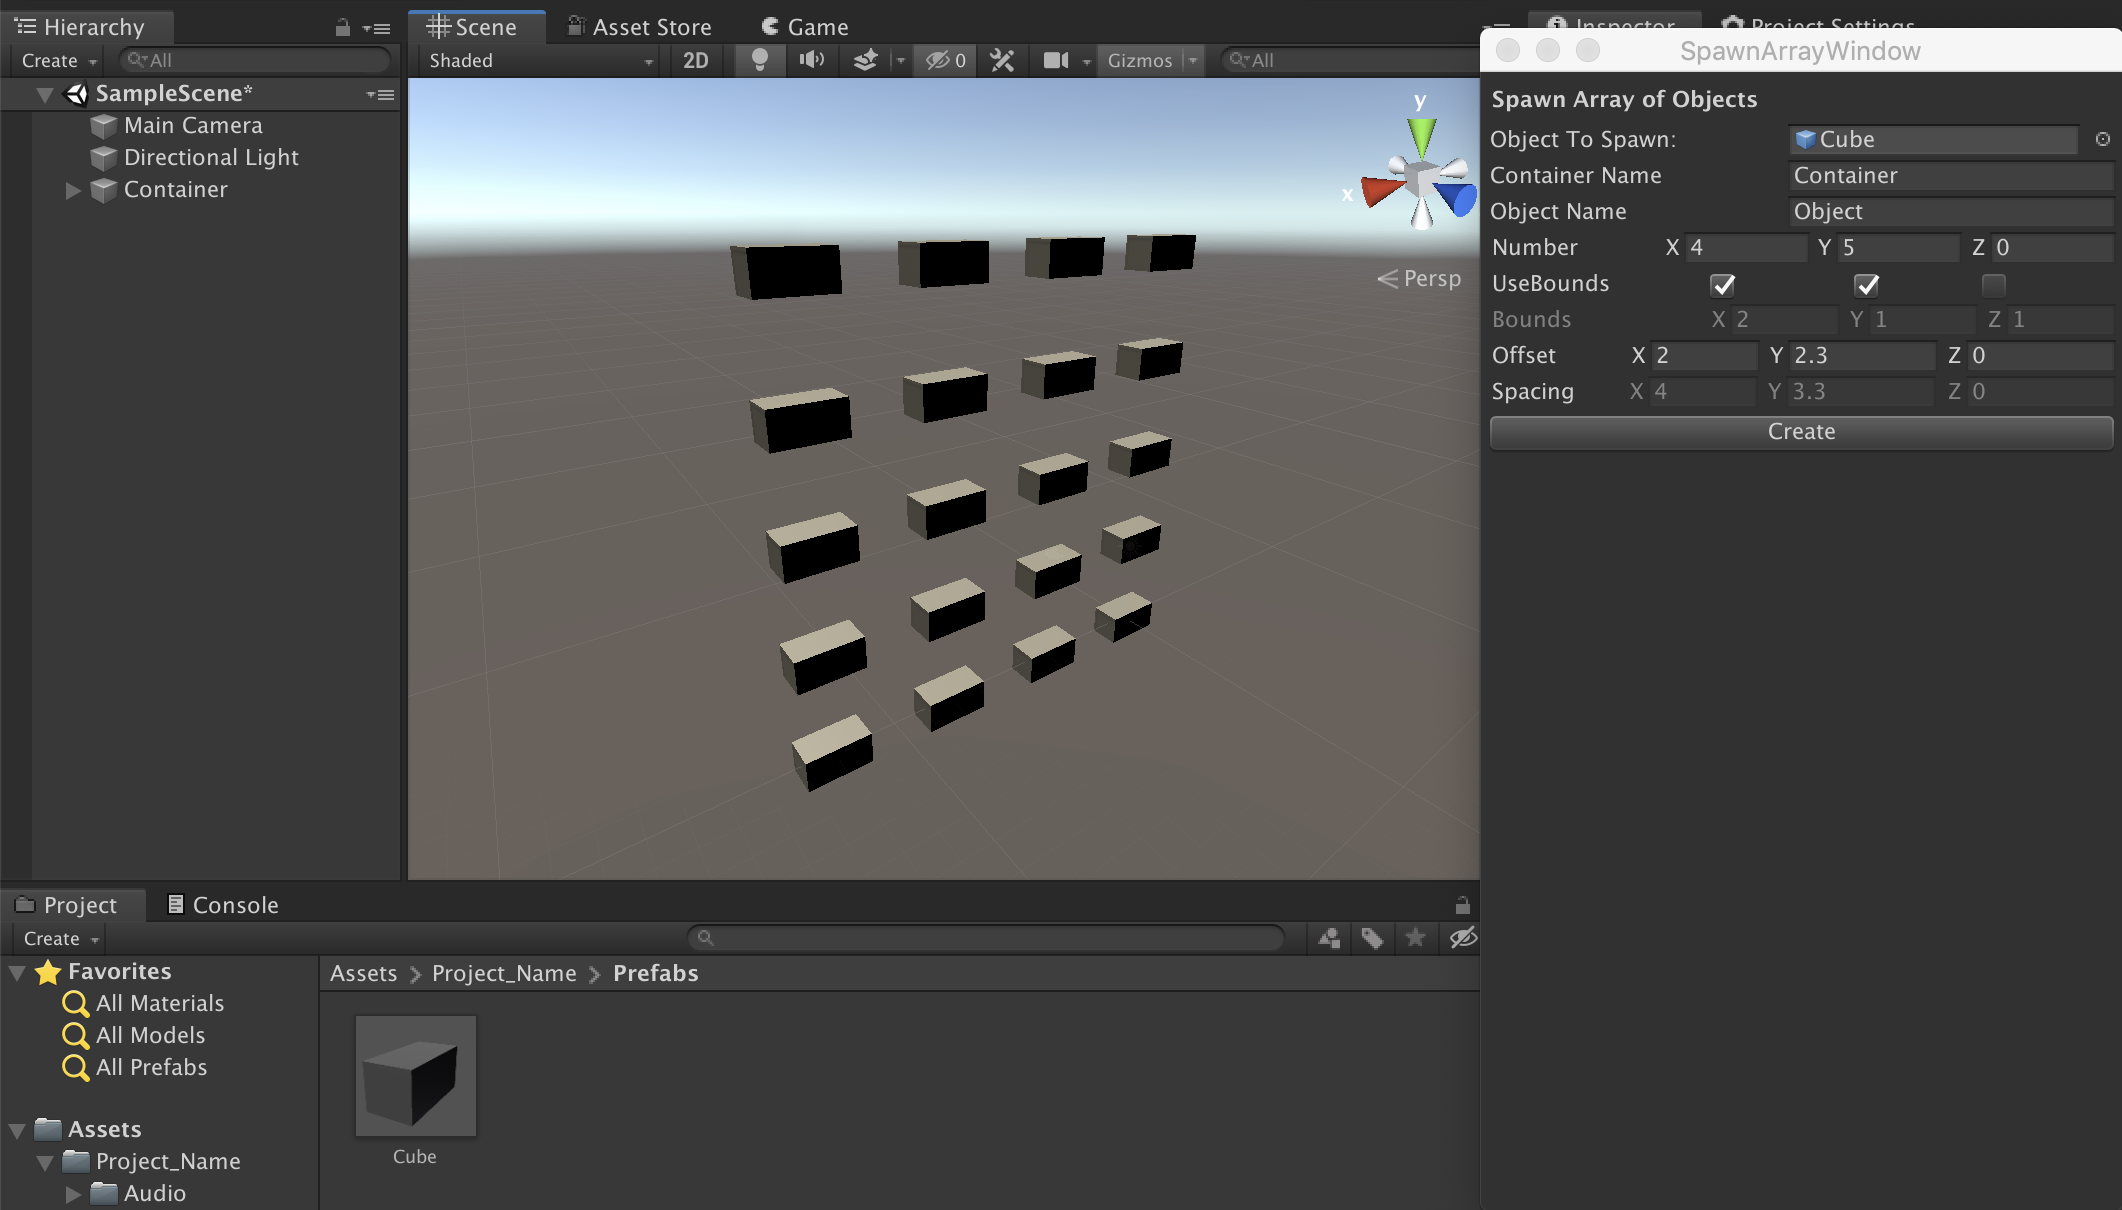 Hierarchy
Create
All
SampleScene*
Main Camera
Directional Light
Container
Scene
Asset Store
Game
Shaded
2D
0
Gizmos
All
y
x
Persp
Inspector
Project Settings
SpawnArrayWindow
Spawn Array of Objects
Object To Spawn: Cube
Container Name Container
Object Name Object
Number X 4 Y 5 Z 0
UseBounds
Bounds X 2 Y 1 Z 1
Offset X 2 Y 2.3 Z 0
Spacing X 4 Y 3.3 Z 0
Create
Project
Console
Create
Favorites
All Materials
All Models
All Prefabs
Assets
Project_Name
Audio
Assets > Project_Name > Prefabs
Cube